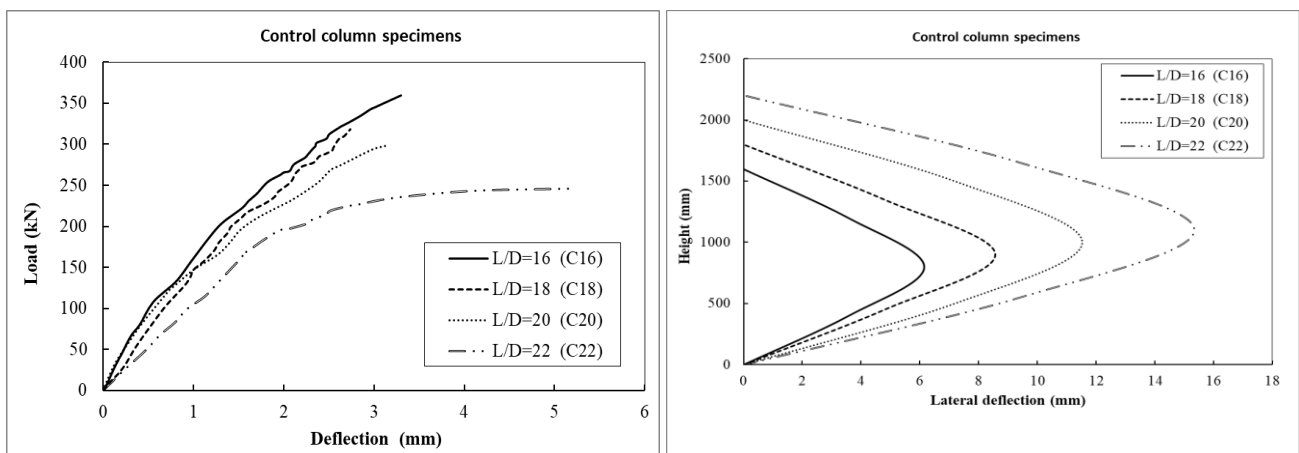 Control column specimens
400
350
300
250
200
150
100
50
0
Load (kN)
L/D=16 (C16)
L/D=18 (C18)
L/D=20 (C20)
L/D=22 (C22)
0 1 2 3 4 5 6
Deflection (mm)
Control column specimens
2500
2000
1500
1000
500
0
Height (mm)
L/D=16 (C16)
L/D=18 (C18)
L/D=20 (C20)
L/D=22 (C22)
0 2 4 6 8 10 12 14 16 18
Lateral deflection (mm)